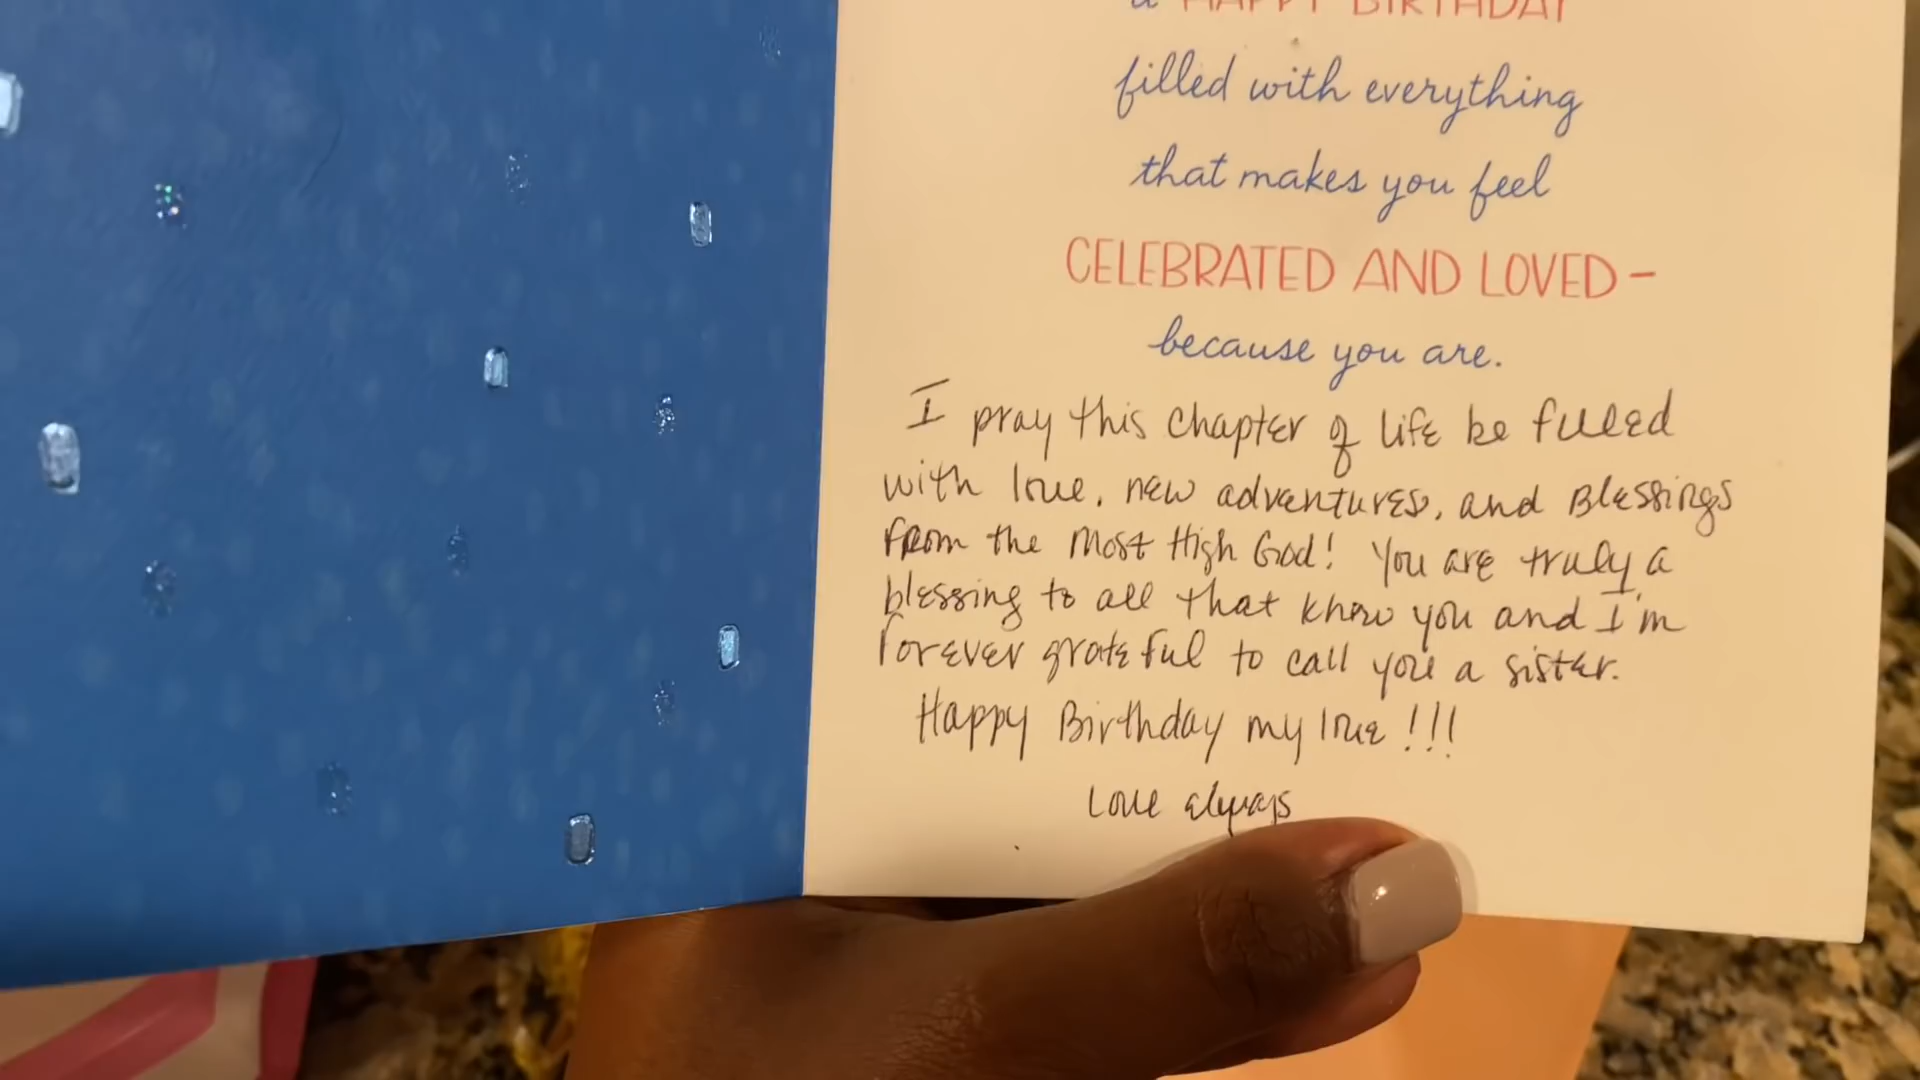 a HAPPY BIRTHDAY
filled with everything
that makes you feel
CELEBRATED AND LOVED-
because you are.
I pray this chapter of life be filled
with love, new adventures, and Blessings
from the Most High God! You are truly a
blessing to all that know you and I'm
forever grateful to call you a sister.
Happy Birthday my love !!!
Love always